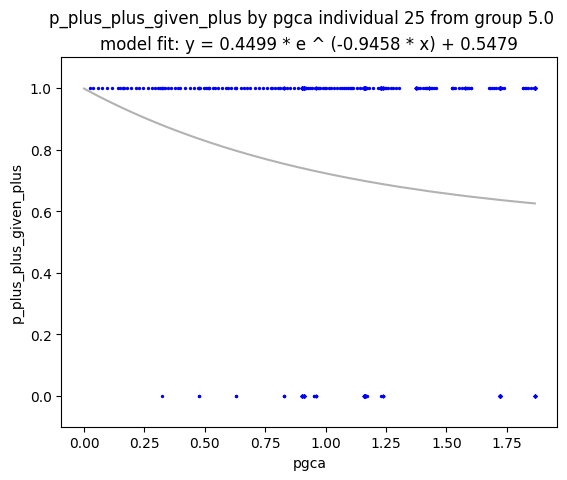 p_plus_plus_given_plus by pgca individual 25 from group 5.0
model fit: y = 0.4499 * e ^ (-0.9458 * x) + 0.5479
1.0
0.8
0.6
0.4
0.2
0.0
p_plus_plus_given_plus
0.00 0.25 0.50 0.75 1.00 1.25 1.50 1.75
pgca